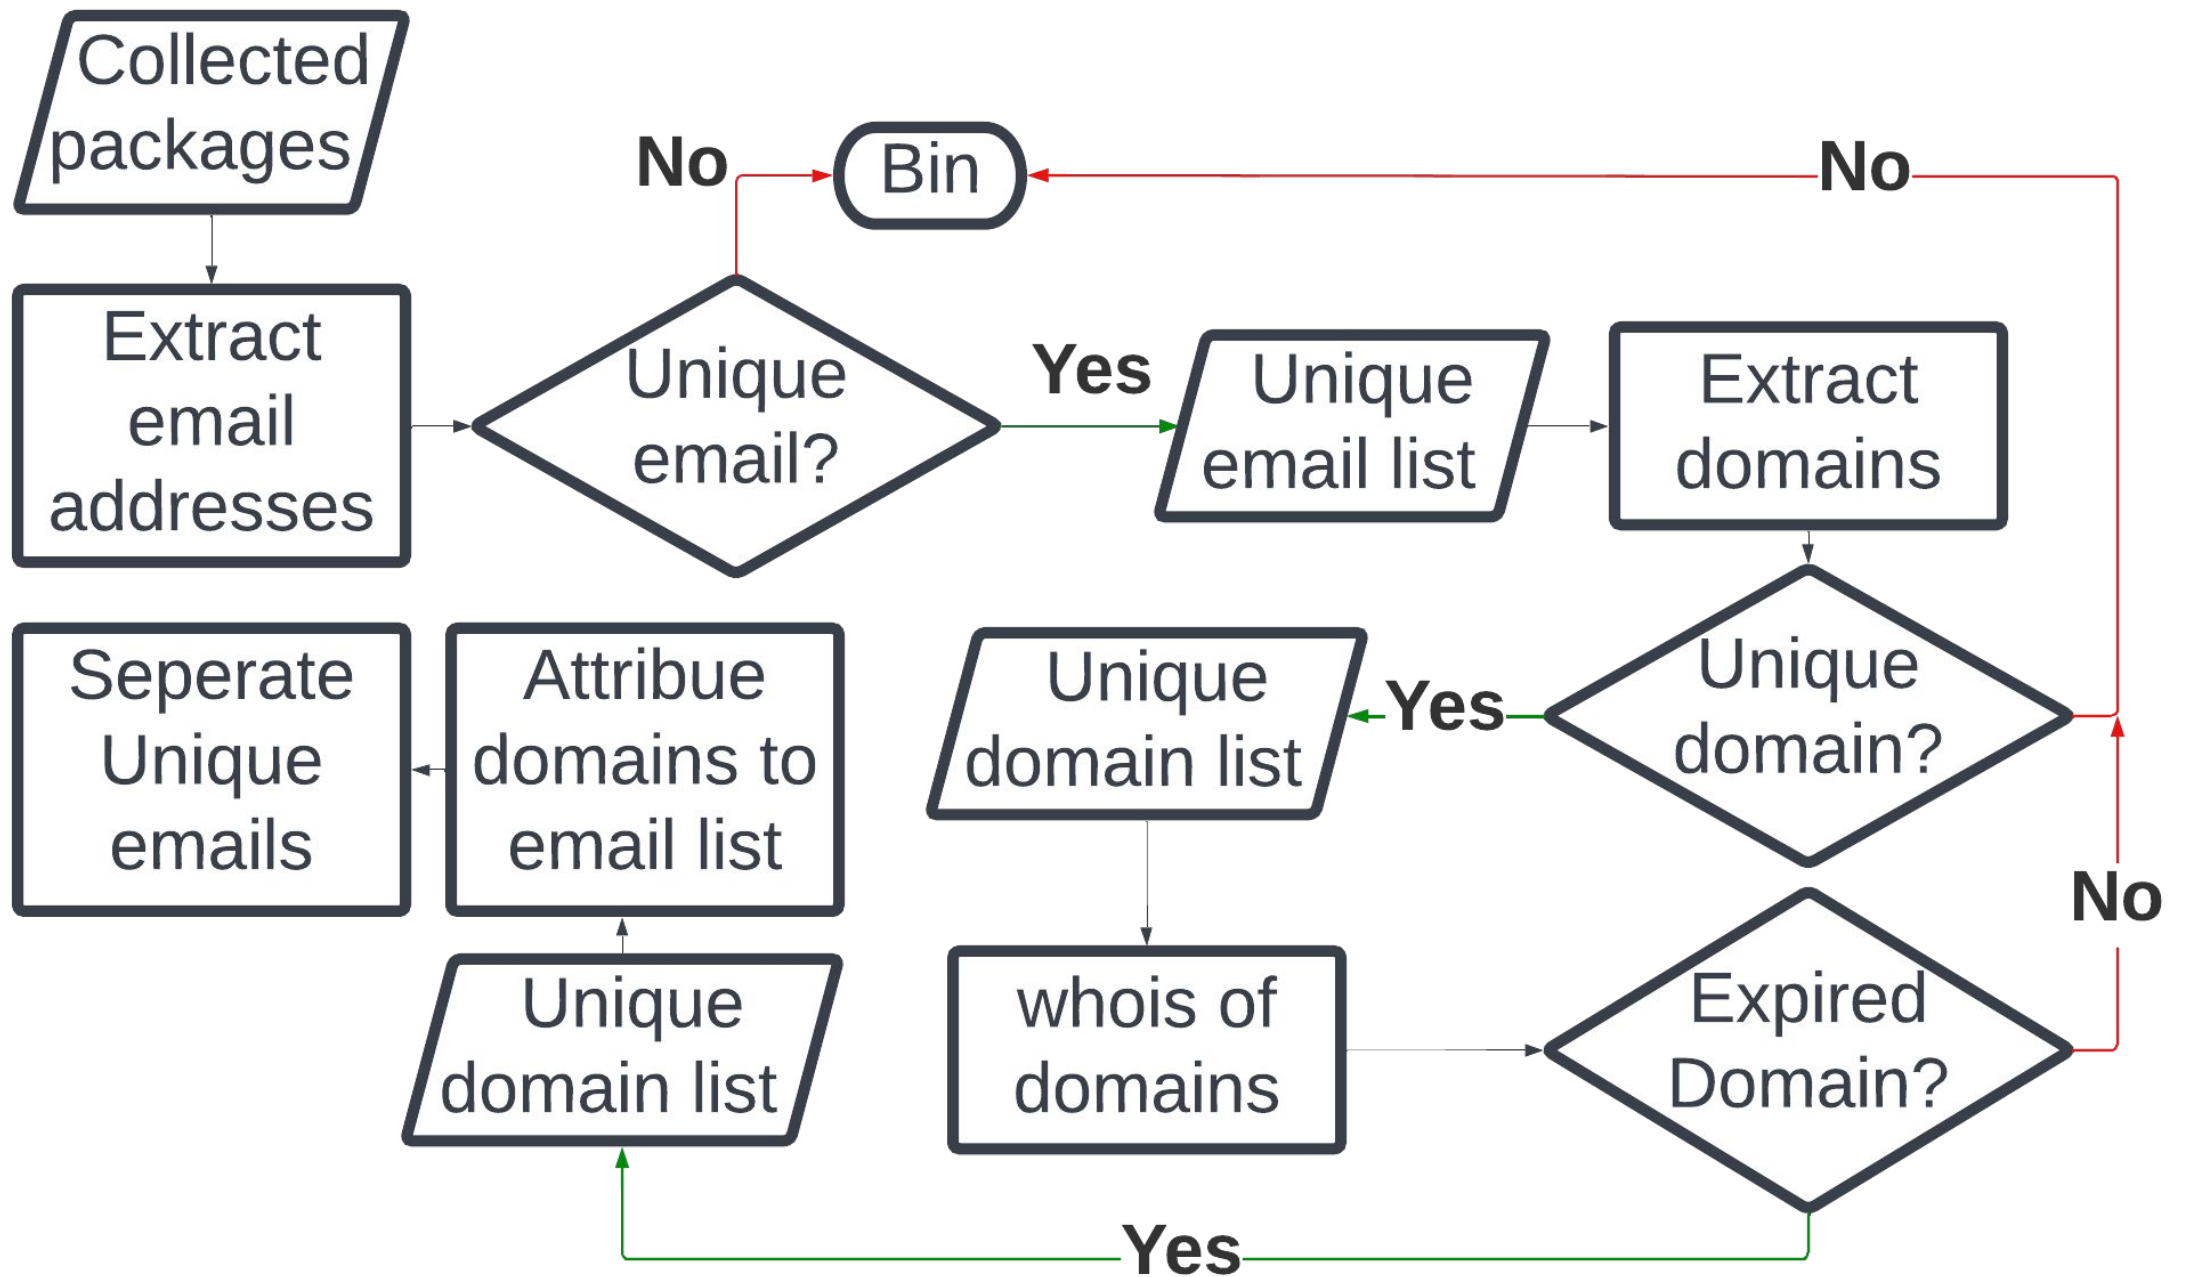 Collected
packages
No
Bin
No
Extract
email
addresses
Unique
email?
Yes
Unique
email list
Extract
domains
Unique
domain?
Yes
Unique
domain list
whois of
domains
Expired
Domain?
No
Yes
Unique
domain list
Attribue
domains to
email list
Seperate
Unique
emails